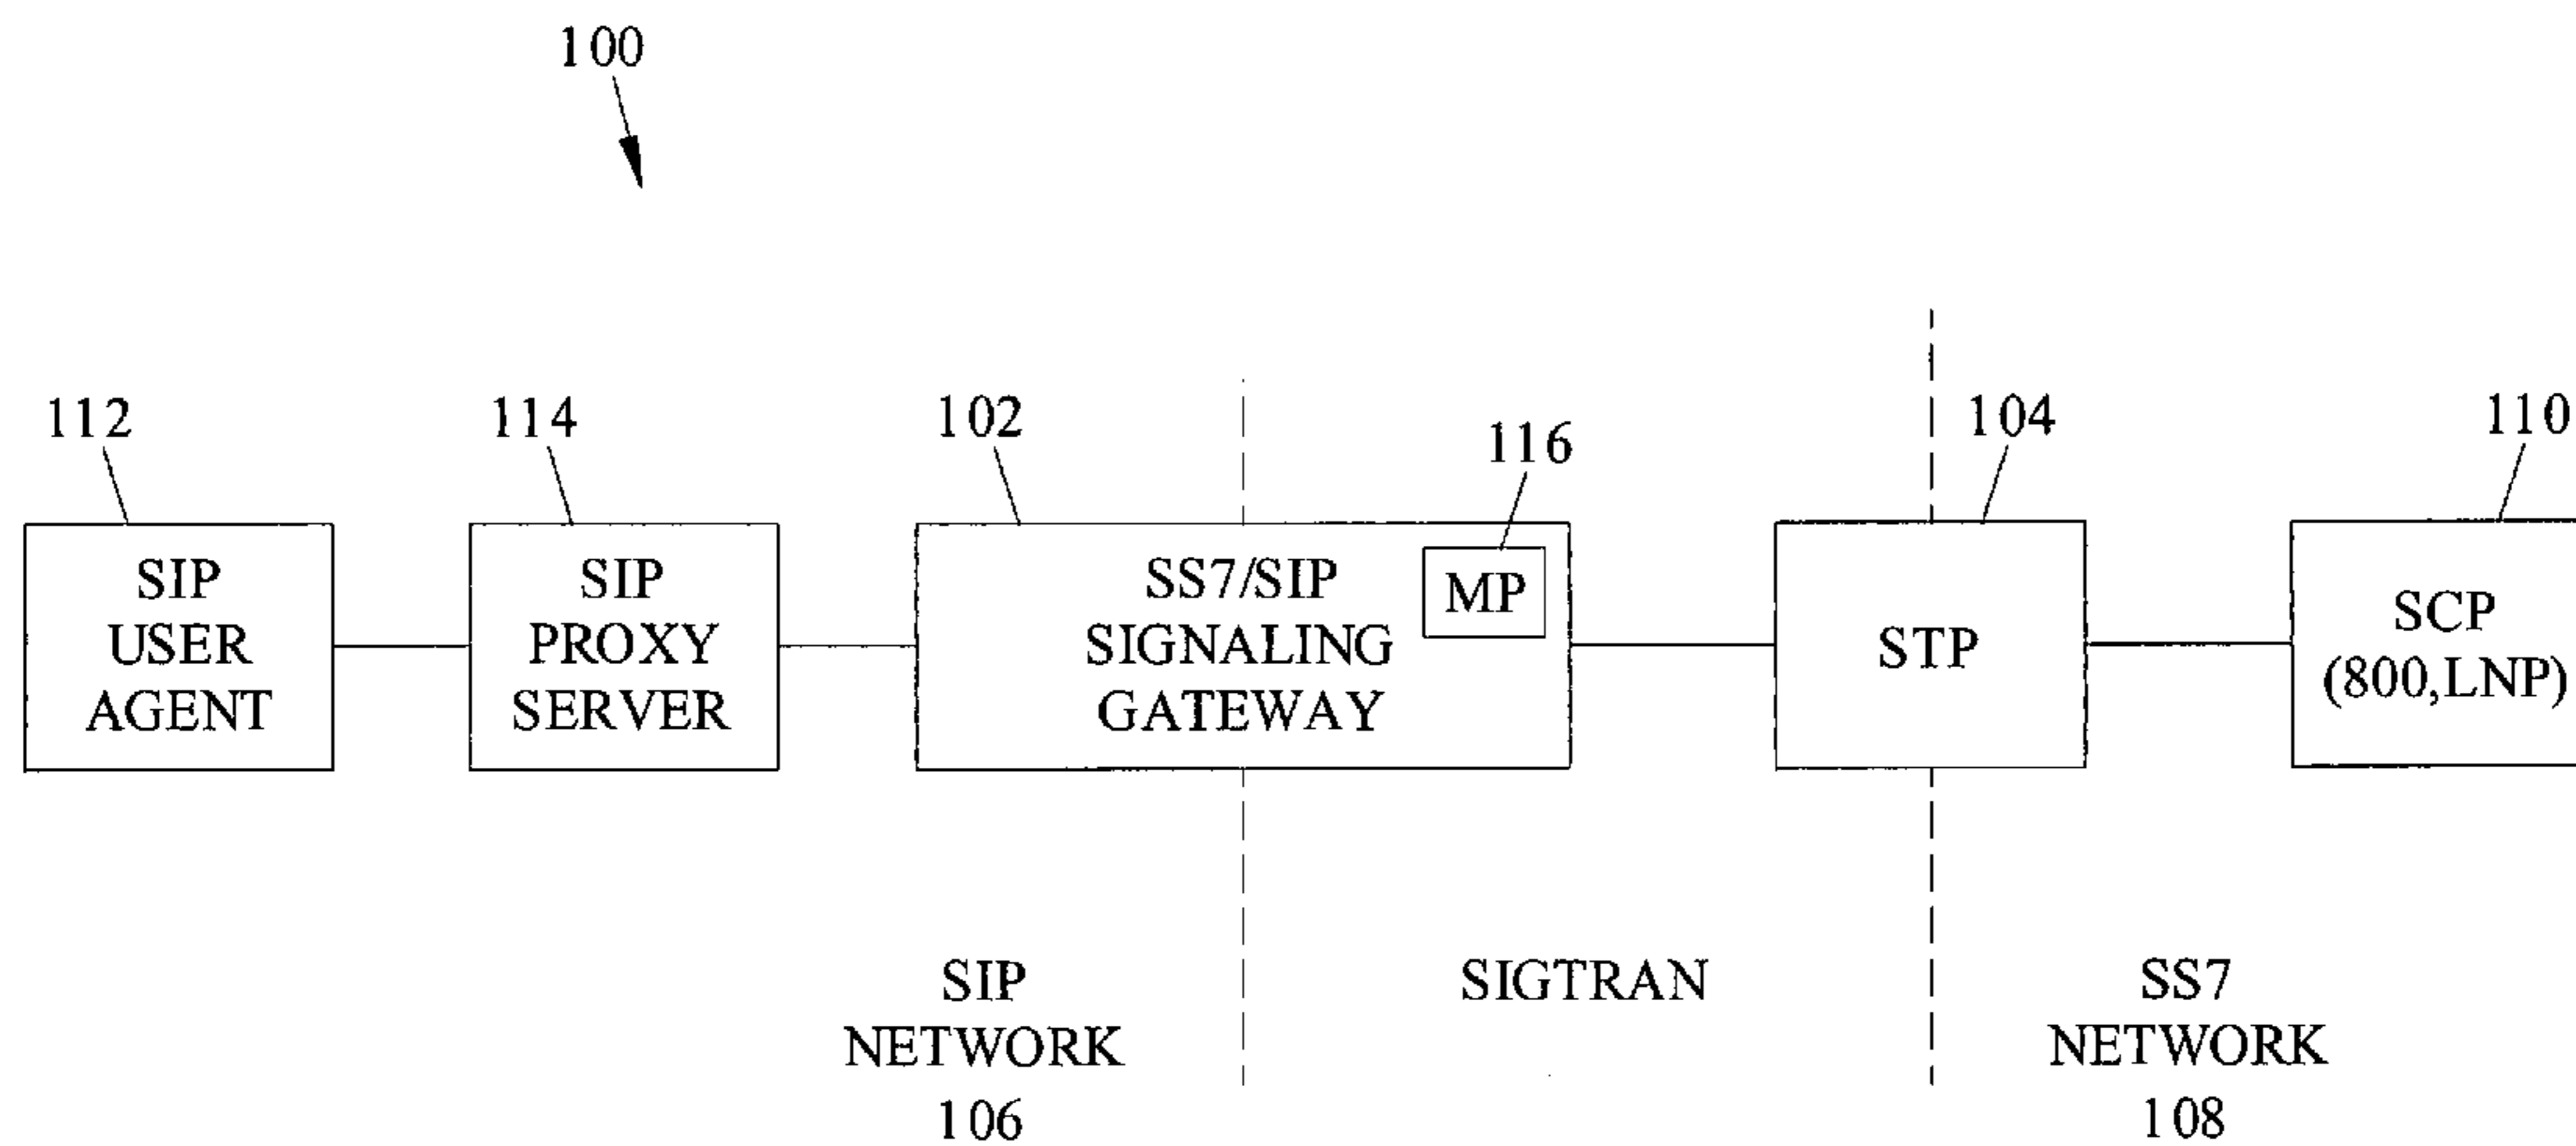 100
112
114
102
116
104
110
SIP
USER
AGENT
SIP
PROXY
SERVER
SS7/SIP
SIGNALING
GATEWAY
MP
STP
SCP
(800,LNP)
SIP
NETWORK
106
SIGTRAN
SS7
NETWORK
108